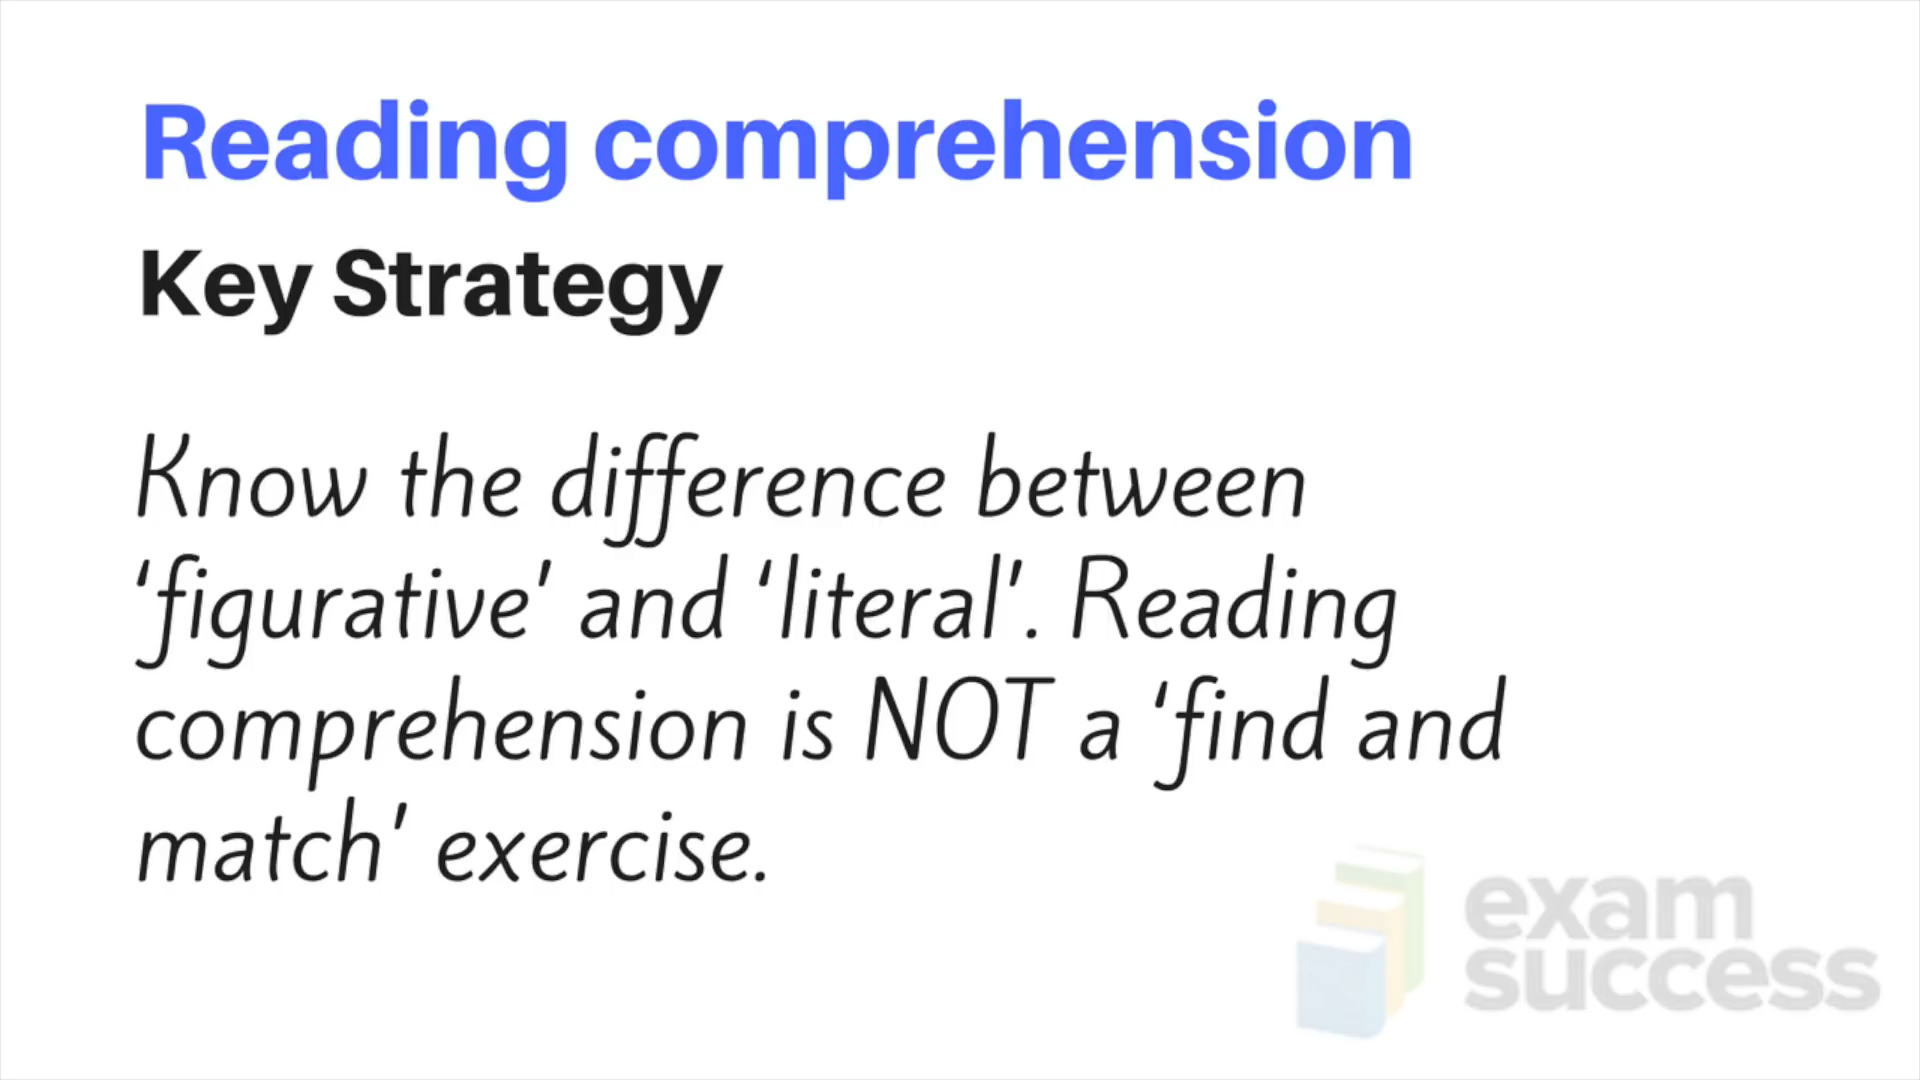 Reading comprehension
Key Strategy
Know the difference between
‘figurative’ and ‘literal’. Reading
comprehension is NOT a ‘find and
match’ exercise.
exam
success